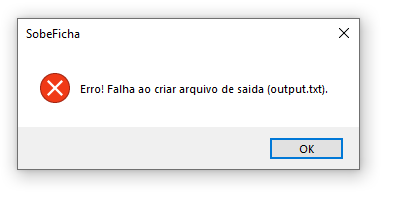 SobeFicha
Erro! Falha ao criar arquivo de saida (output.txt).
OK